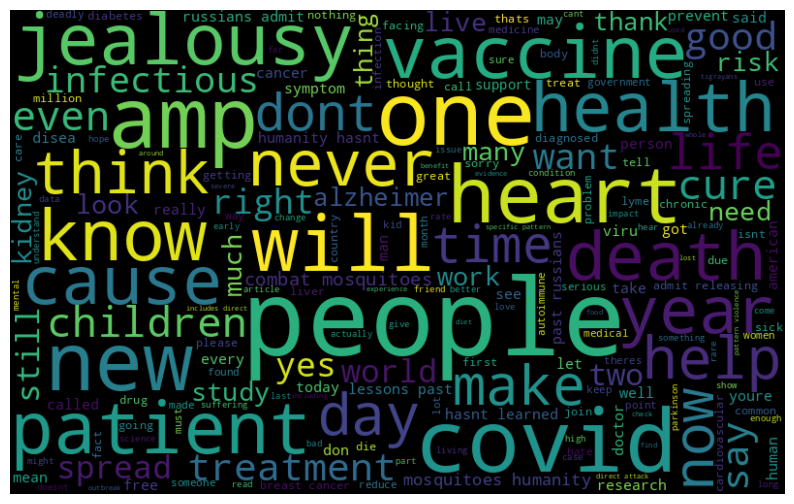 deadly diabetes russians admit nothing live facing thats may cant thank prevent said
jealousy vaccine good
infectious cancer symptom thing infection medicine body didnt sure risk
million thought call support treat government spreading use
even amp dont one health
disea hope humanity hasnt issue diagnosed person
think never many want life
care around getting sorry great tell
kidney look really right alzheimer heart cure
data benefit evidence severe condition problem lyme chronic need
know will time viru got isnt
understand early change way man country kid month rate specific pattern hear impact already
much combat mosquitoes work past russians death american
cause article liver see autoimmune serious take admit releasing due
mental includes direct experience friend better love medical something come lost
children people year
still please actually give diet food women sick pattern violence
new every yes world first let theres rare help
found study today lessons past make two
called drug hasnt learned join well youre
patient day covid now say
made must suffering last lot keep point doctor show common enough
fact going science don die bad living high hate parkinson cardiovascular human
mean spread treatment part case find check
might free someone read breast cancer reduce mosquitoes humanity research direct attack long
doesnt outbreak